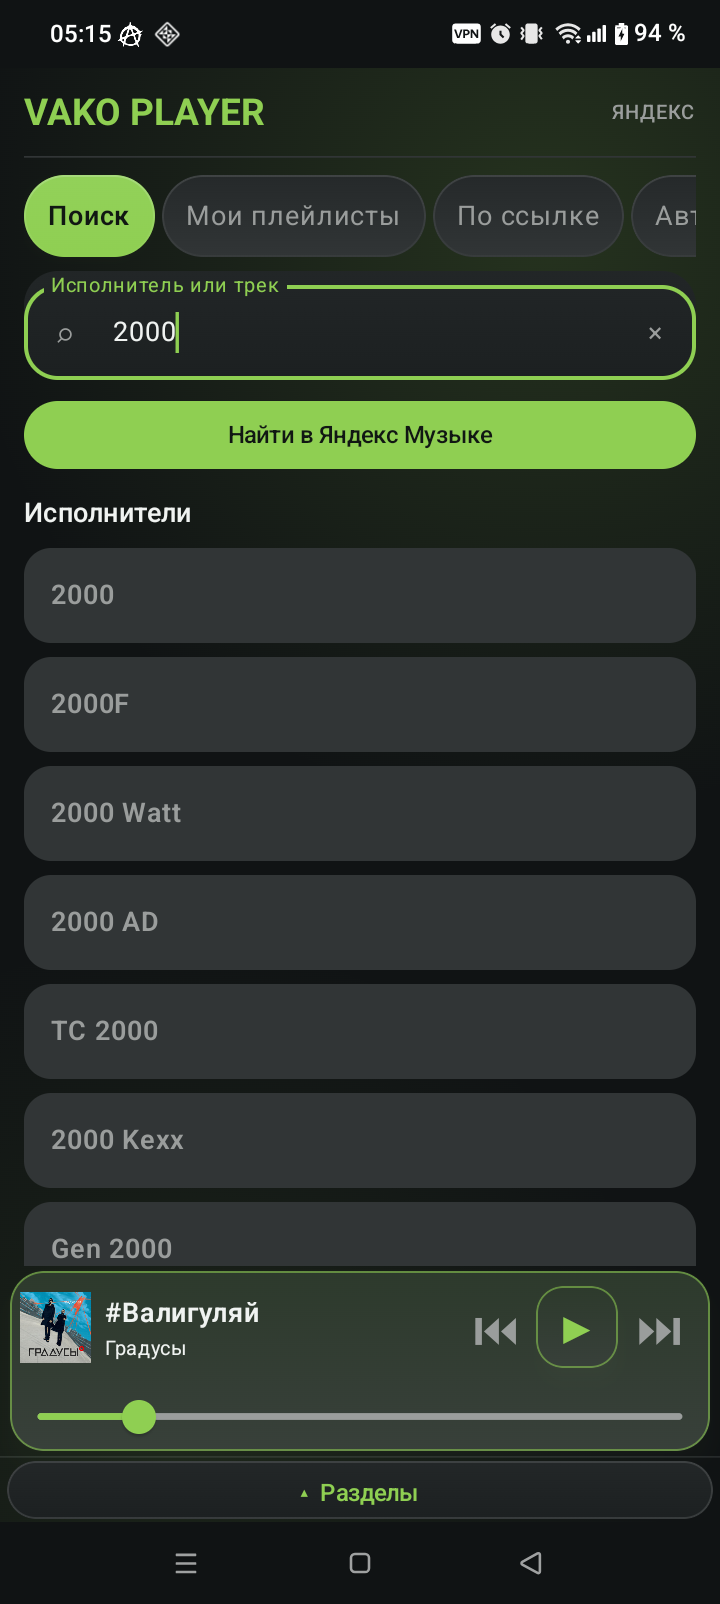 05:15
VPN
94 %
VAKO PLAYER
ЯНДЕКС
Поиск
Мои плейлисты
По ссылке
Авт
Исполнитель или трек
2000
Найти в Яндекс Музыке
Исполнители
2000
2000F
2000 Watt
2000 AD
TC 2000
2000 Kexx
Gen 2000
ГРАДУСЫ
#Валигуляй
Градусы
Разделы